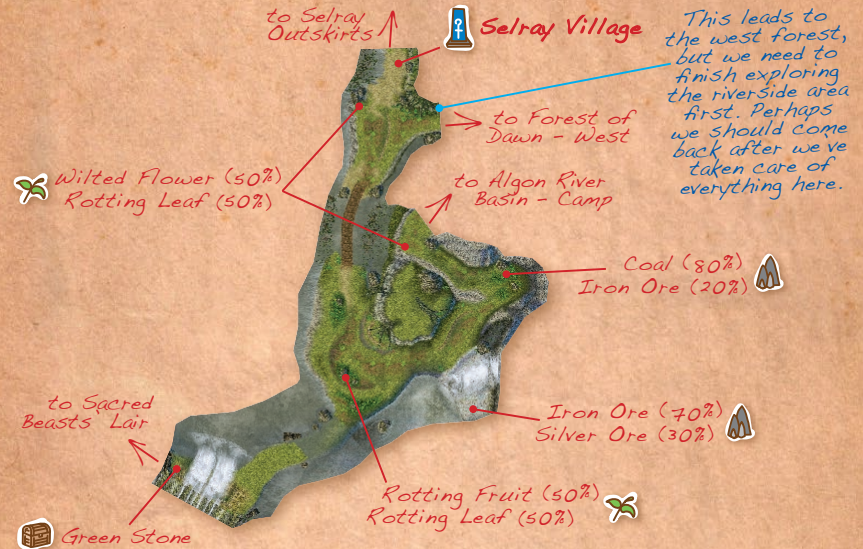 to Selray
Outskirts
Selray Village
This leads to
the west forest,
but we need to
finish exploring
the riverside area
first. Perhaps
we should come
back after we've
taken care of
everything here.
to Forest of
Dawn - West
Wilted Flower (50%)
Rotting Leaf (50%)
to Algon River
Basin - Camp
Coal (80%)
Iron Ore (20%)
to Sacred
Beasts' Lair
Iron Ore (70%)
Silver Ore (30%)
Rotting Fruit (50%)
Rotting Leaf (50%)
Green Stone